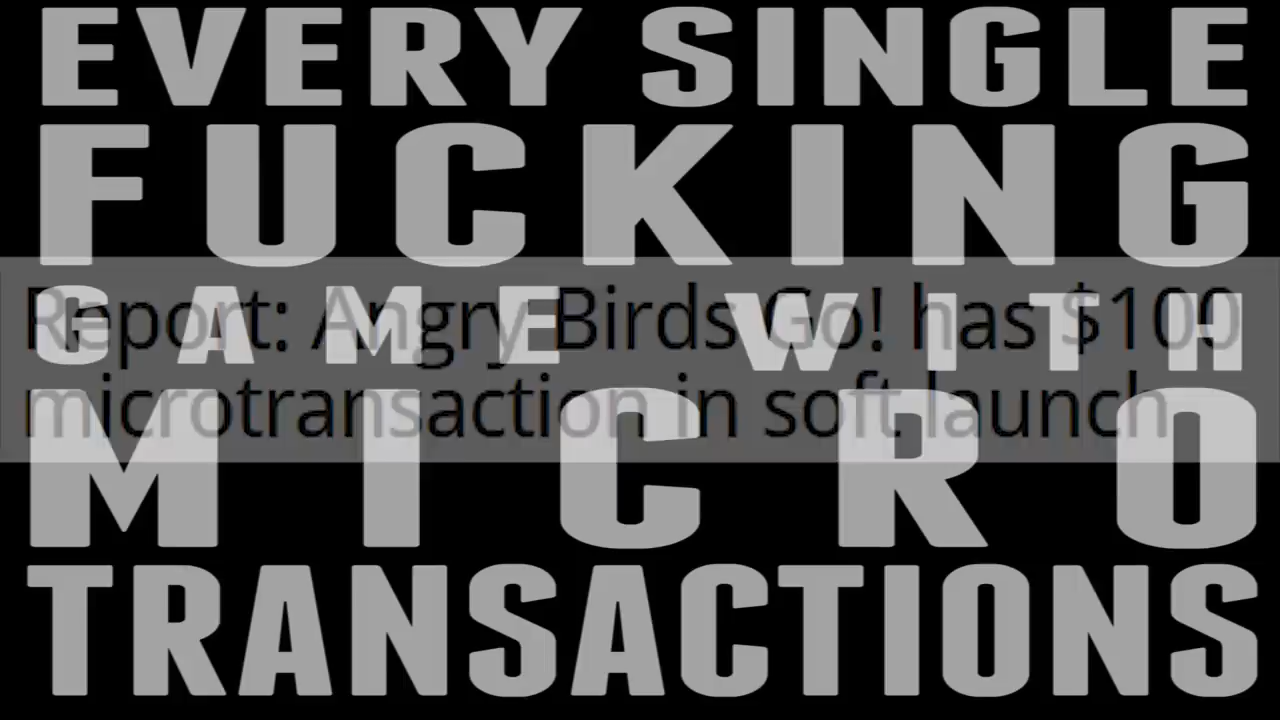 EVERY SINGLE
FUCKING
GAME WITH
Report: Angry Birds Go! has $100
microtransaction in soft launch
MICRO
TRANSACTIONS